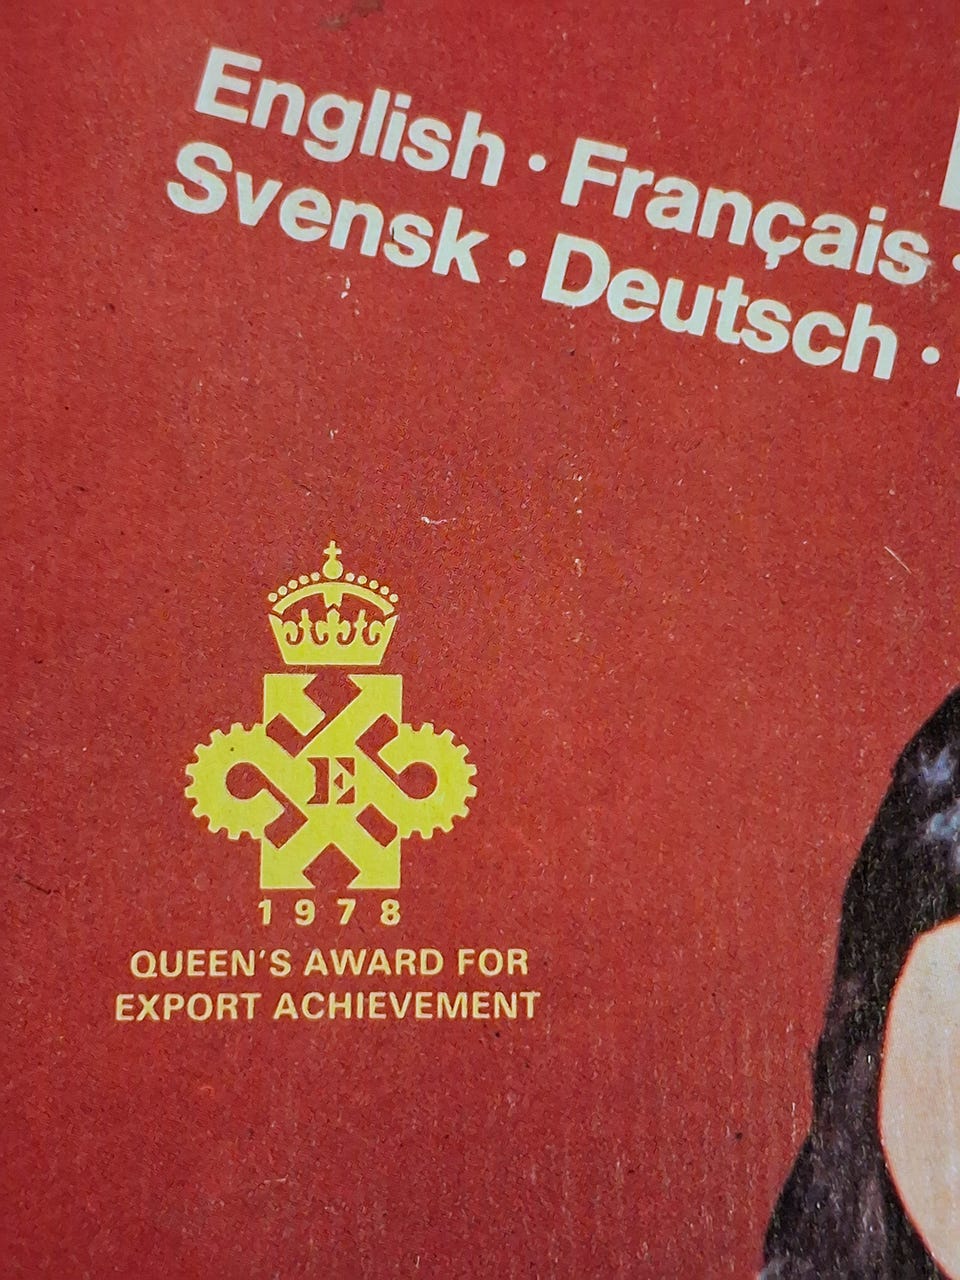 English · Français ·
Svensk · Deutsch ·
E
1978
QUEEN'S AWARD FOR
EXPORT ACHIEVEMENT